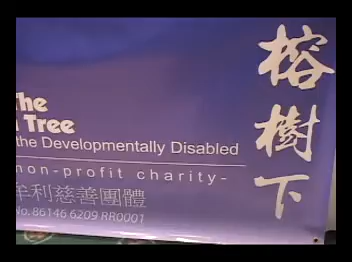 The
Tree
the Developmentally Disabled
non-profit charity-
牟利慈善團體
No. 86146 6209 RR0001
榕樹下